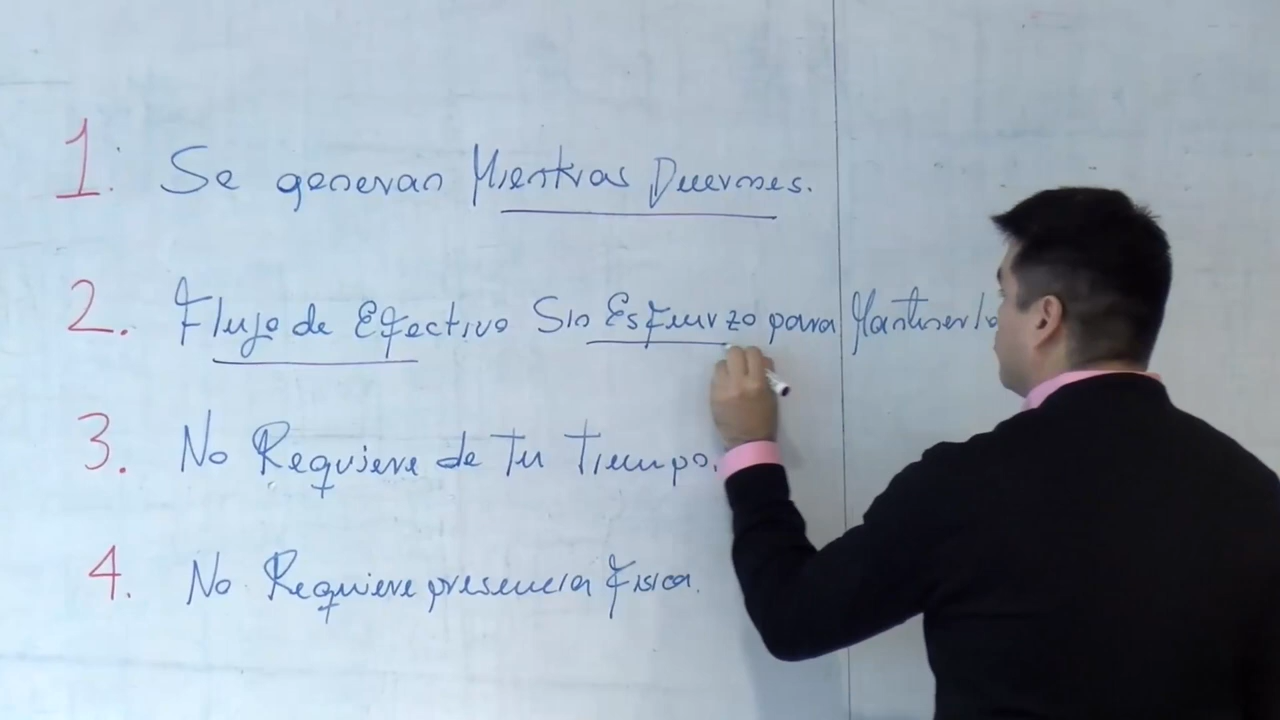 1. Se generan Mientras Duermes.
2. Flujo de Efectivo Sin Esfuerzo para Mantenerlo
3. No Requiere de Tu Tiempo.
4. No Requiere presencia Física.